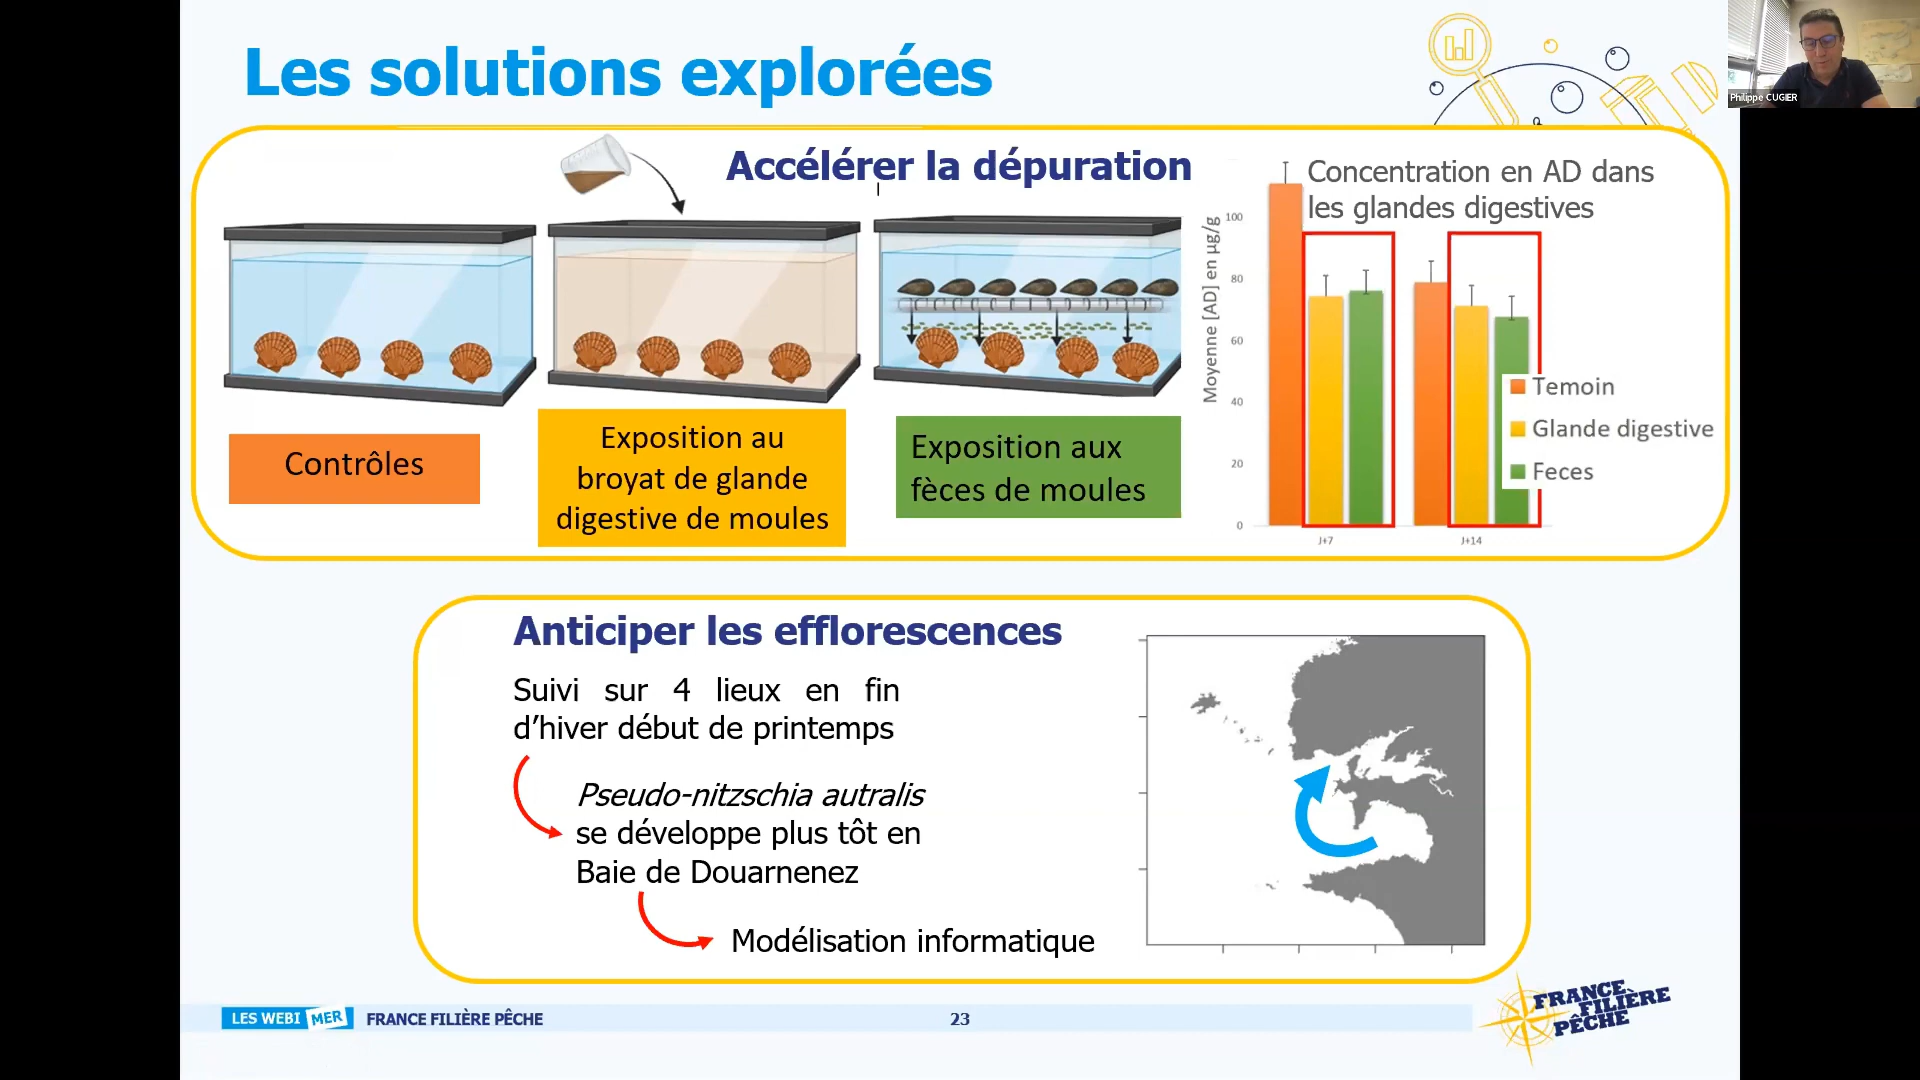 Les solutions explorées
Philippe CUGIER
Accélérer la dépuration
Contrôles
Exposition au
broyat de glande
digestive de moules
Exposition aux
fèces de moules
Concentration en AD dans
les glandes digestives
Moyenne [AD] en µg/g
100
80
60
40
20
0
J+7
J+14
Temoin
Glande digestive
Feces
Anticiper les efflorescences
Suivi sur 4 lieux en fin
d’hiver début de printemps
Pseudo-nitzschia autralis
se développe plus tôt en
Baie de Douarnenez
Modélisation informatique
LES WEBI MER FRANCE FILIÈRE PÊCHE
23
FRANCE
FILIÈRE
PÊCHE